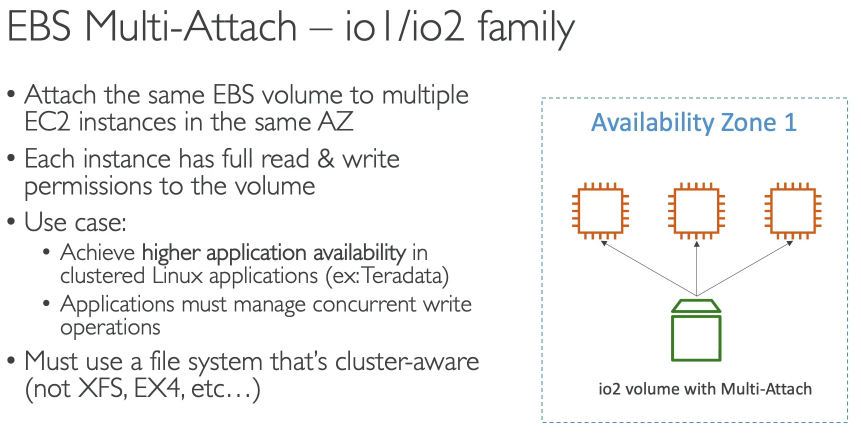 EBS Multi-Attach – io1/io2 family
• Attach the same EBS volume to multiple
EC2 instances in the same AZ
• Each instance has full read & write
permissions to the volume
• Use case:
• Achieve higher application availability in
clustered Linux applications (ex: Teradata)
• Applications must manage concurrent write
operations
• Must use a file system that's cluster-aware
(not XFS, EX4, etc…)
Availability Zone 1
io2 volume with Multi-Attach